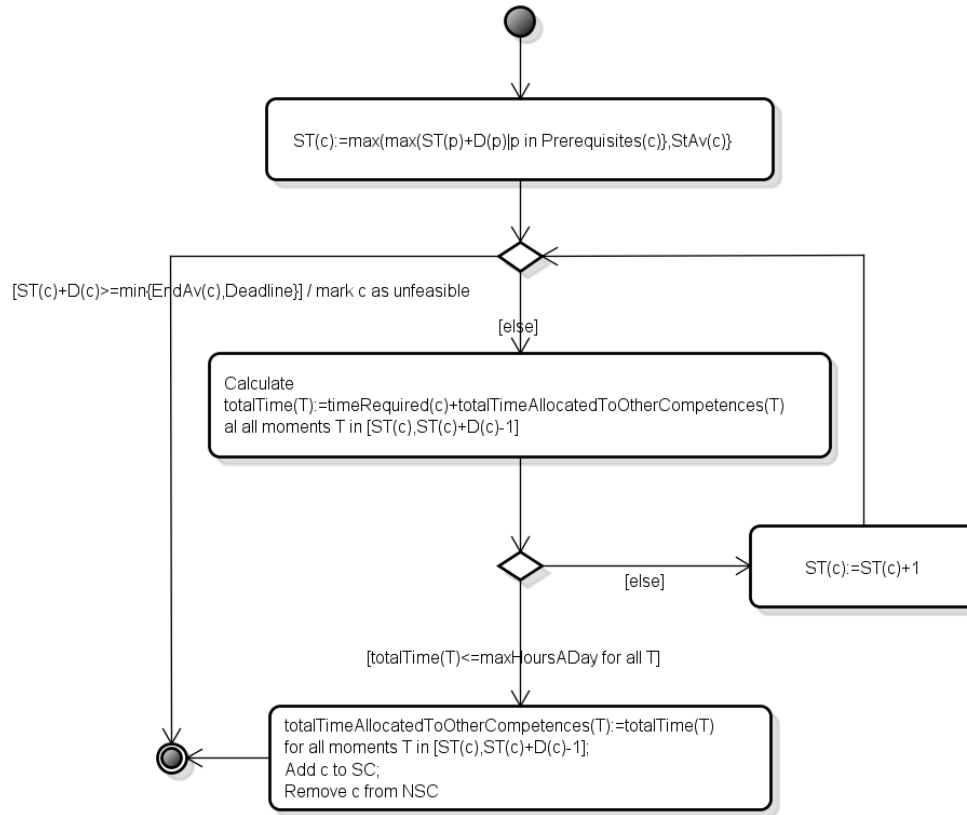 ST(c):=max(max(ST(p)+D(p)|p in Prerequisites(c)},StAv(c)}
[ST(c)+D(c)>=min{EndAv(c),Deadline}] / mark c as unfeasible
[else]
Calculate
totalTime(T):=timeRequired(c)+totalTimeAllocatedToOtherCompetences(T)
al all moments T in [ST(c),ST(c)+D(c)-1]
ST(c):=ST(c)+1
[else]
[totalTime(T)<=maxHoursADay for all T]
totalTimeAllocatedToOtherCompetences(T):=totalTime(T)
for all moments T in [ST(c),ST(c)+D(c)-1];
Add c to SC;
Remove c from NSC